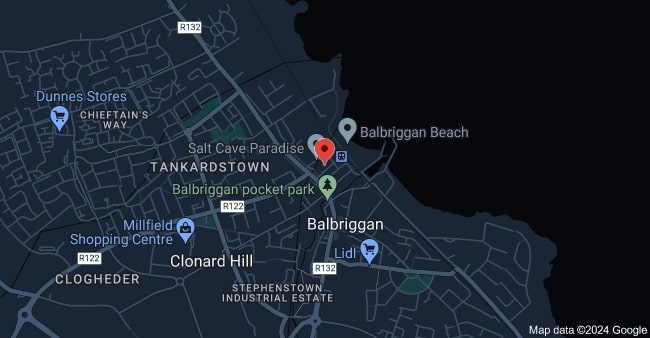 R132
Dunnes Stores
CHIEFTAIN'S
WAY
Salt Cave Paradise
Balbriggan Beach
TANKARDSTOWN
Balbriggan pocket park
R122
Millfield
Shopping Centre
Balbriggan
Lidl
R122
Clonard Hill
R132
CLOGHEDER
STEPHENSTOWN
INDUSTRIAL ESTATE
Map data ©2024 Google